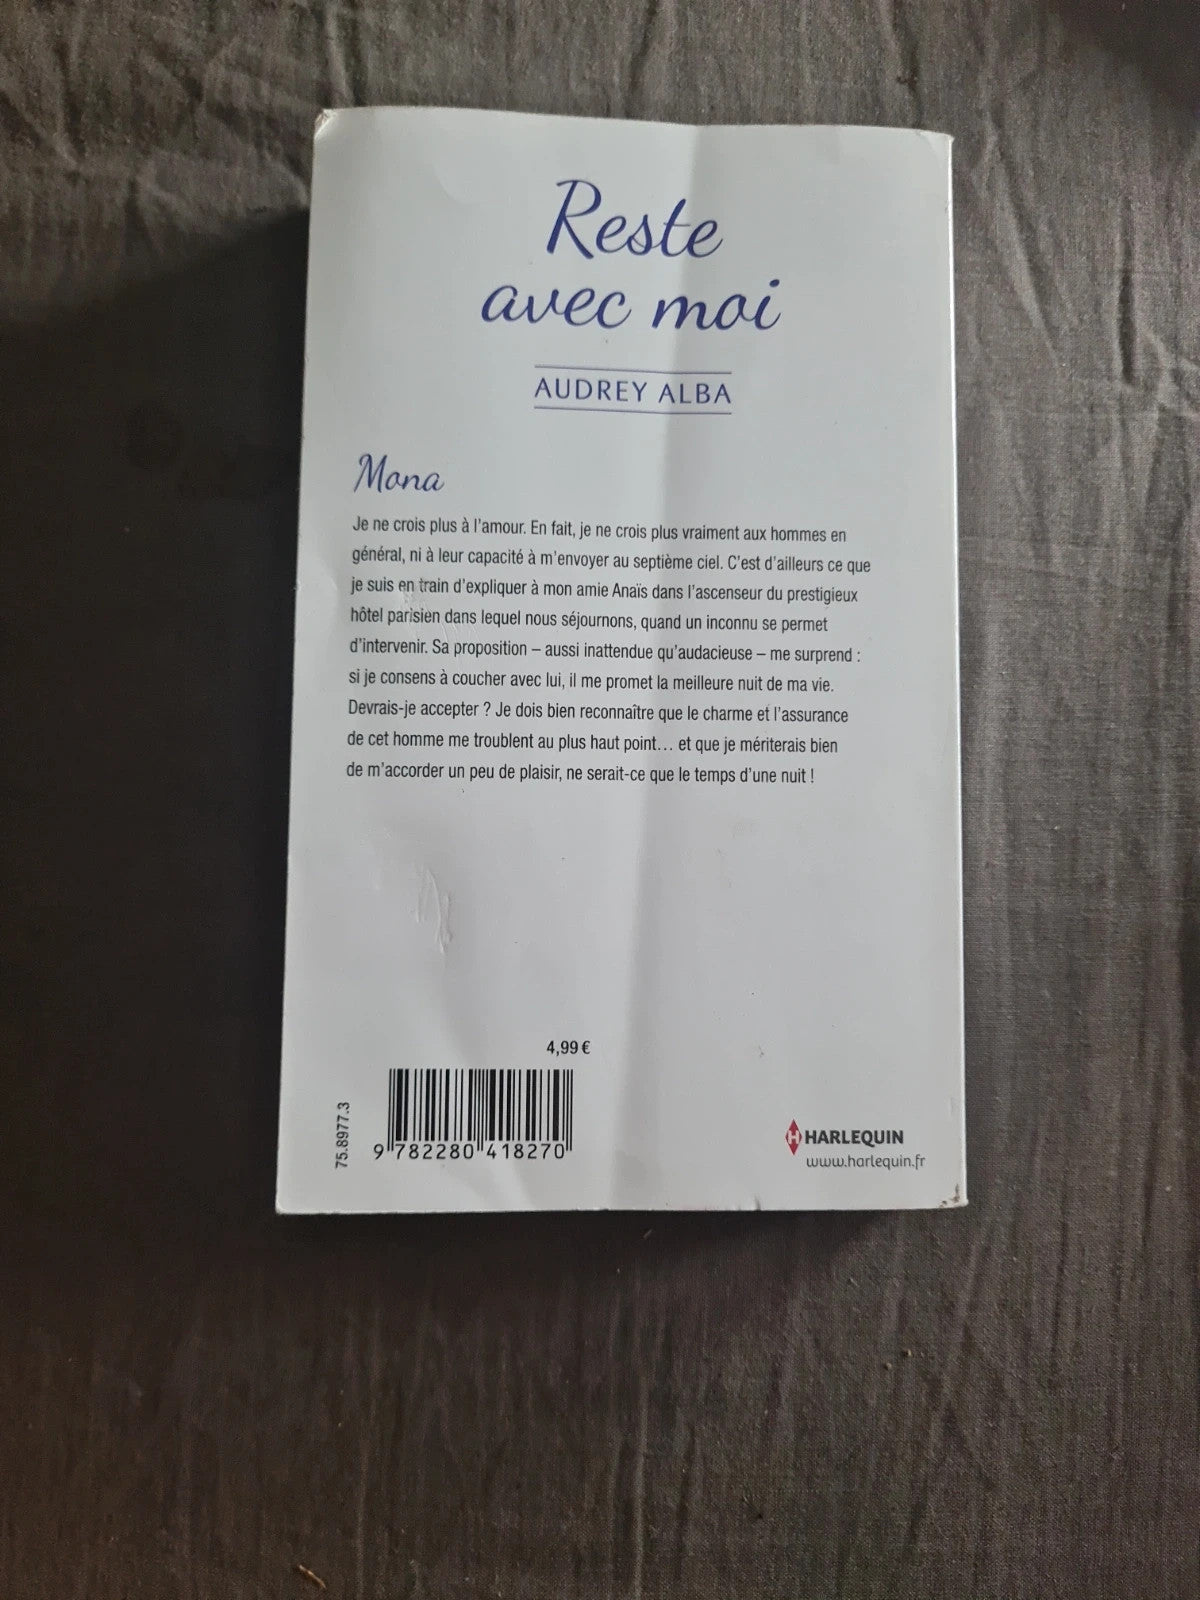 Reste
avec moi
AUDREY ALBA
Mona
Je ne crois plus à l'amour. En fait, je ne crois plus vraiment aux hommes en
général, ni à leur capacité à m'envoyer au septième ciel. C'est d'ailleurs ce que
je suis en train d'expliquer à mon amie Anaïs dans l'ascenseur du prestigieux
hôtel parisien dans lequel nous séjournons, quand un inconnu se permet
d'intervenir. Sa proposition – aussi inattendue qu'audacieuse – me surprend :
si je consens à coucher avec lui, il me promet la meilleure nuit de ma vie.
Devrais-je accepter ? Je dois bien reconnaître que le charme et l'assurance
de cet homme me troublent au plus haut point… et que je mériterais bien
de m'accorder un peu de plaisir, ne serait-ce que le temps d'une nuit !
4,99 €
75.8977.3
9 782280 418270
H HARLEQUIN
www.harlequin.fr